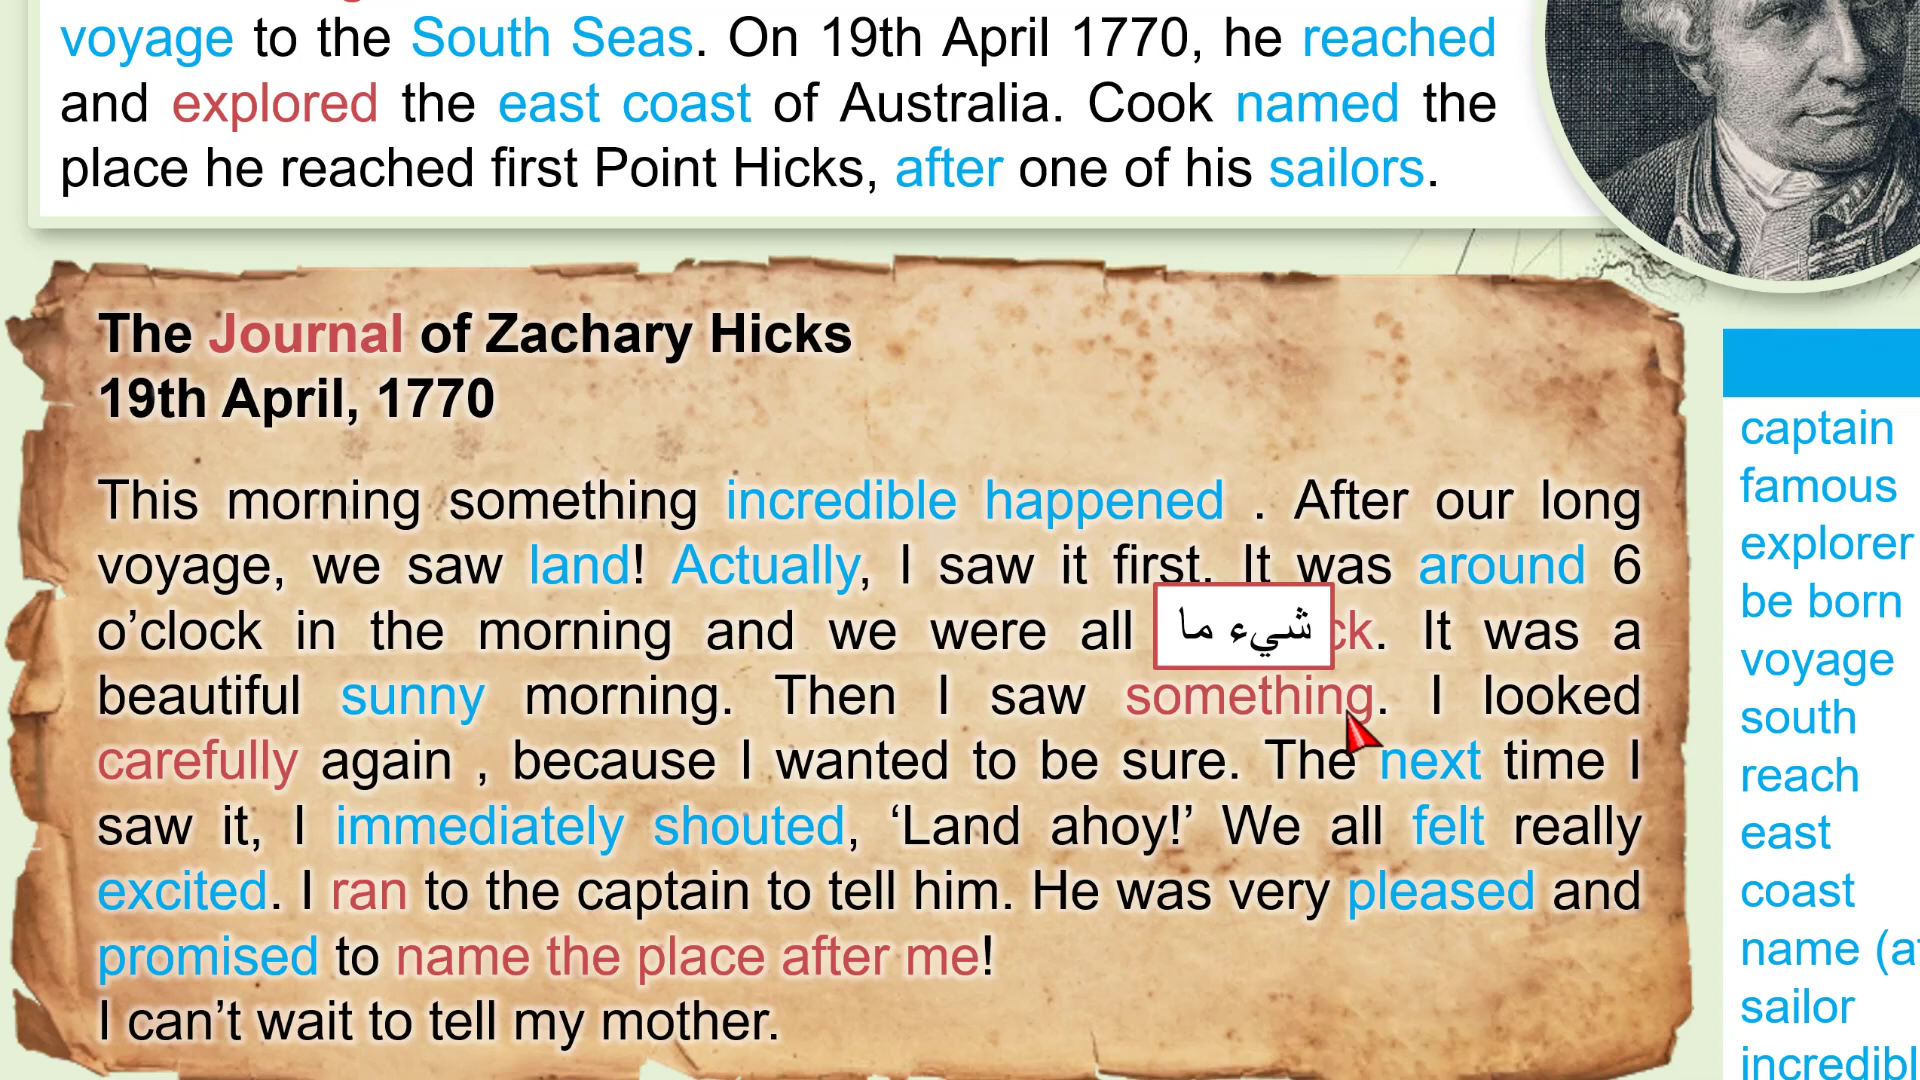 voyage to the South Seas. On 19th April 1770, he reached
and explored the east coast of Australia. Cook named the
place he reached first Point Hicks, after one of his sailors.
The Journal of Zachary Hicks
19th April, 1770
This morning something incredible happened . After our long
voyage, we saw land! Actually, I saw it first. It was around 6
o’clock in the morning and we were all شيء ما ck. It was a
beautiful sunny morning. Then I saw something. I looked
carefully again , because I wanted to be sure. The next time I
saw it, I immediately shouted, ‘Land ahoy!’ We all felt really
excited. I ran to the captain to tell him. He was very pleased and
promised to name the place after me!
I can’t wait to tell my mother.
captain
famous
explorer
be born
voyage
south
reach
east
coast
name (a
sailor
incredibl